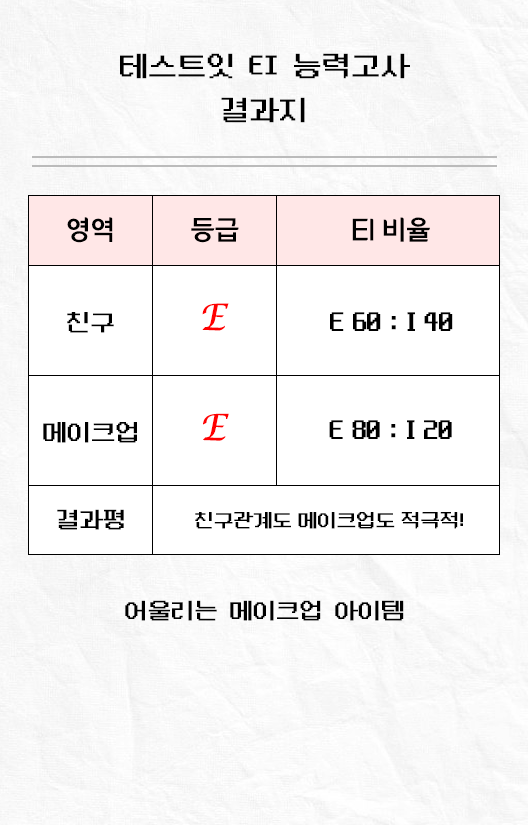 테스트잇 EI 능력고사
결과지
영역 등급 EI 비율
친구 E E 60 : I 40
메이크업 E E 80 : I 20
결과평 친구관계도 메이크업도 적극적!
어울리는 메이크업 아이템